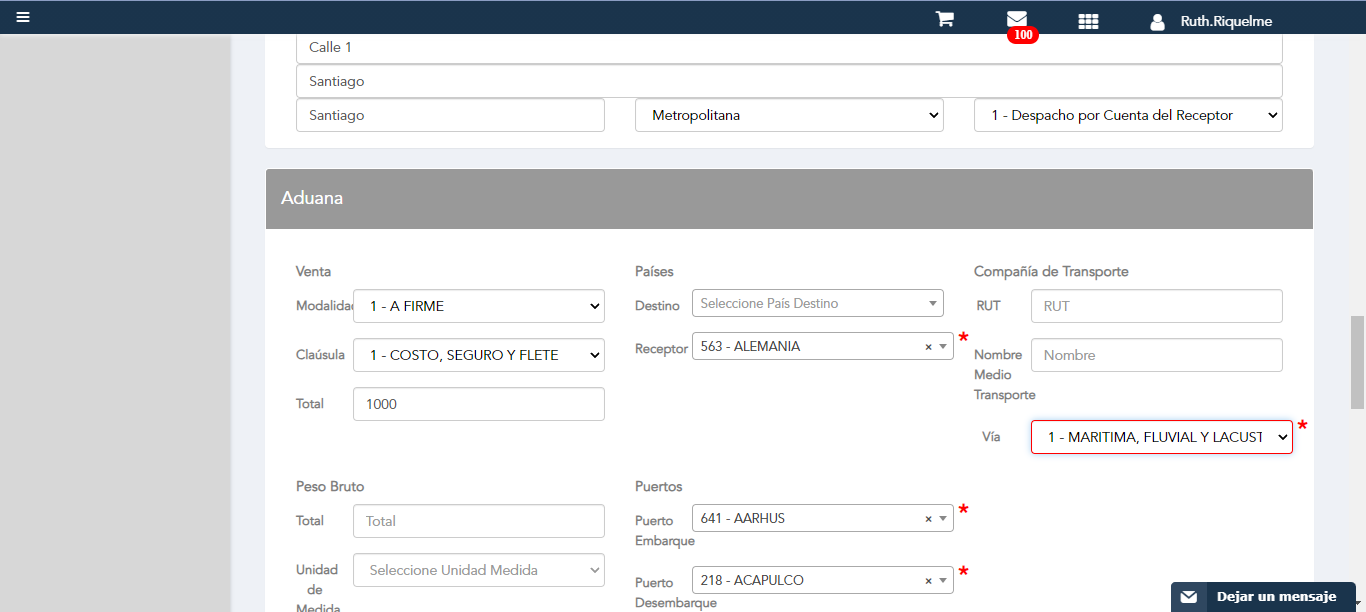 Ruth.Riquelme
100
Calle 1
Santiago
Santiago
Metropolitana
1 - Despacho por Cuenta del Receptor
Aduana
Venta
Modalidad
1 - A FIRME
Claúsula
1 - COSTO, SEGURO Y FLETE
Total
1000
Países
Destino
Seleccione País Destino
Receptor
563 - ALEMANIA
× 
*
Compañía de Transporte
RUT
RUT
Nombre
Medio
Transporte
Nombre
Vía
1 - MARITIMA, FLUVIAL Y LACUST
*
Peso Bruto
Total
Total
Unidad
de
Medida
Seleccione Unidad Medida
Puertos
Puerto
Embarque
641 - AARHUS
×
*
Puerto
Desembarque
218 - ACAPULCO
×
*
Dejar un mensaje